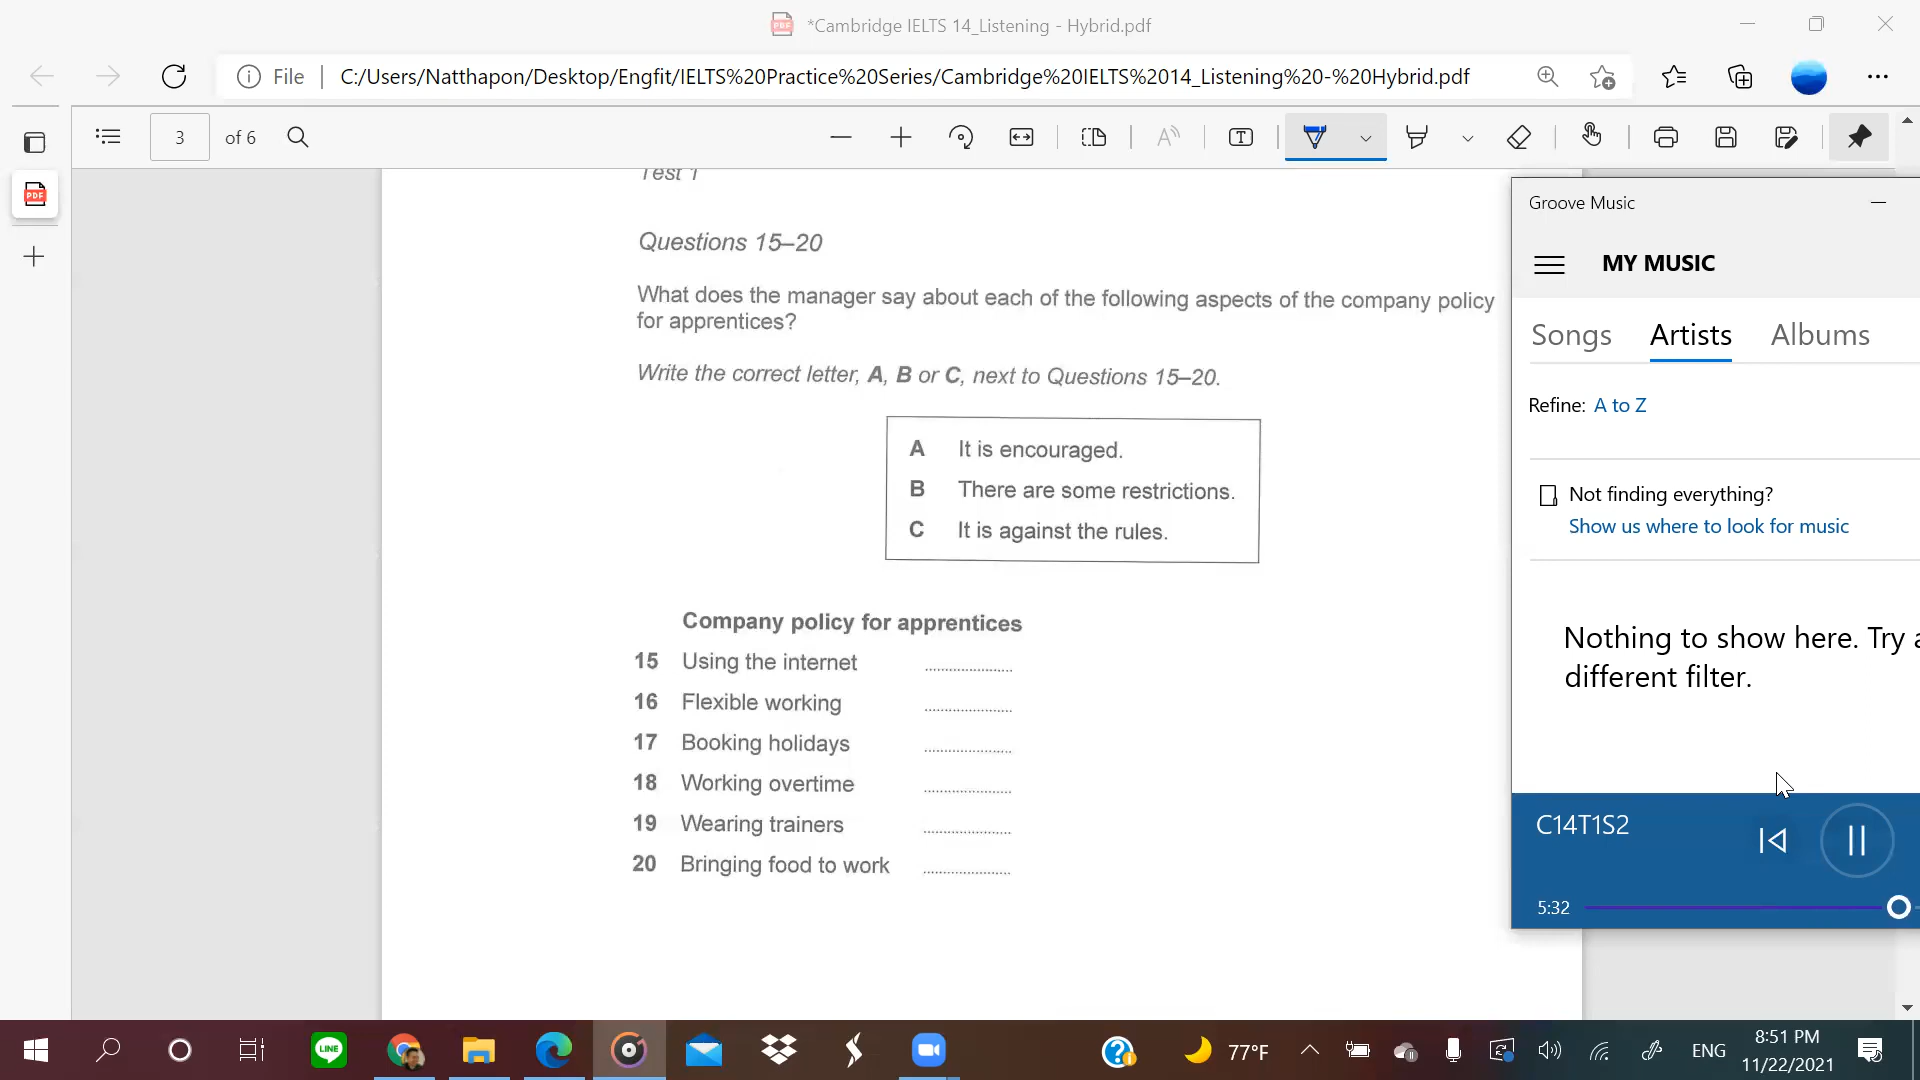 *Cambridge IELTS 14_Listening - Hybrid.pdf
File
C:/Users/Natthapon/Desktop/Engfit/IELTS%20Practice%20Series/Cambridge%20IELTS%2014_Listening%20-%20Hybrid.pdf
3 of 6
Test 1
Questions 15–20
What does the manager say about each of the following aspects of the company policy
for apprentices?
Write the correct letter, A, B or C, next to Questions 15–20.
A It is encouraged.
B There are some restrictions.
C It is against the rules.
Company policy for apprentices
15 Using the internet ......................
16 Flexible working ......................
17 Booking holidays ......................
18 Working overtime ......................
19 Wearing trainers ......................
20 Bringing food to work ......................
Groove Music
MY MUSIC
Songs Artists Albums
Refine: A to Z
Not finding everything?
Show us where to look for music
Nothing to show here. Try a
different filter.
C14T1S2
5:32
LINE
77°F
ENG
8:51 PM
11/22/2021